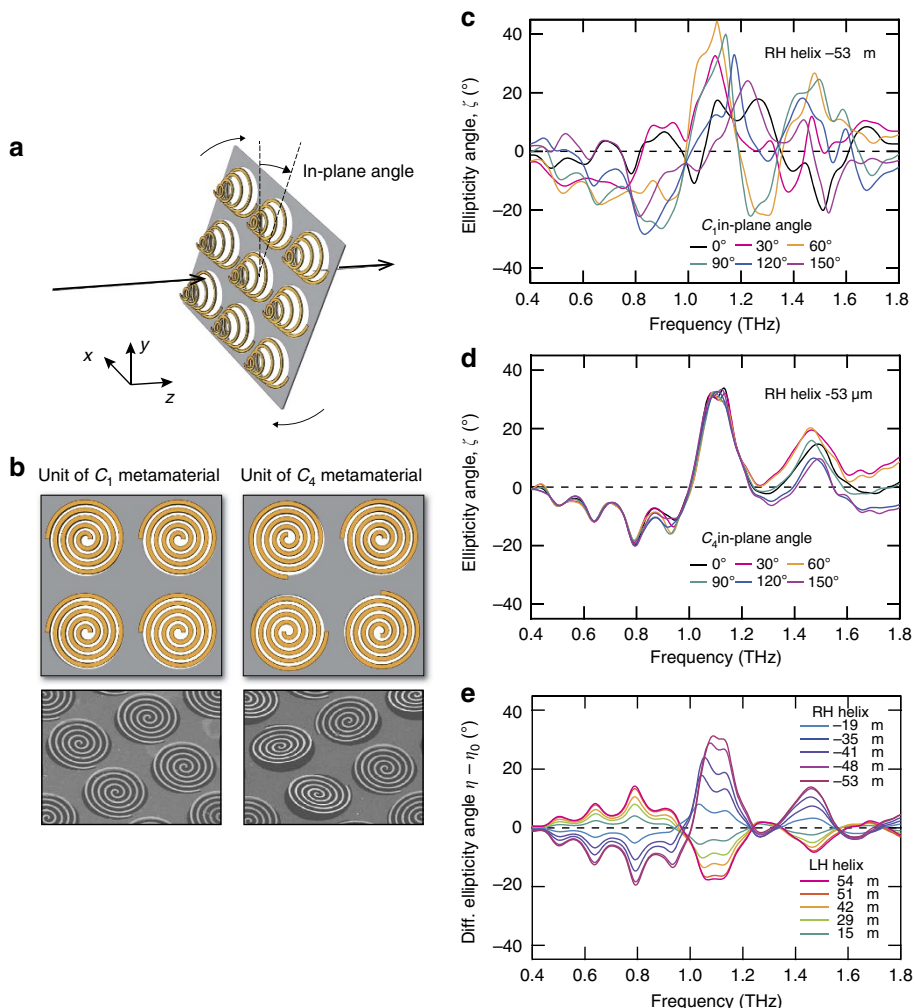 a
In-plane angle
x
y
z
b
Unit of C1 metamaterial
Unit of C4 metamaterial
c
Ellipticity angle, ζ (°)
40
20
0
−20
−40
RH helix –53 m
C1in-plane angle
0° 30° 60°
90° 120° 150°
0.4 0.6 0.8 1.0 1.2 1.4 1.6 1.8
Frequency (THz)
d
Ellipticity angle, ζ (°)
40
20
0
−20
−40
RH helix -53 µm
C4in-plane angle
0° 30° 60°
90° 120° 150°
0.4 0.6 0.8 1.0 1.2 1.4 1.6 1.8
Frequency (THz)
e
Diff. ellipticity angle η − η0 (°)
40
20
0
−20
−40
RH helix
–19 m
–35 m
–41 m
–48 m
–53 m
LH helix
54 m
51 m
42 m
29 m
15 m
0.4 0.6 0.8 1.0 1.2 1.4 1.6 1.8
Frequency (THz)